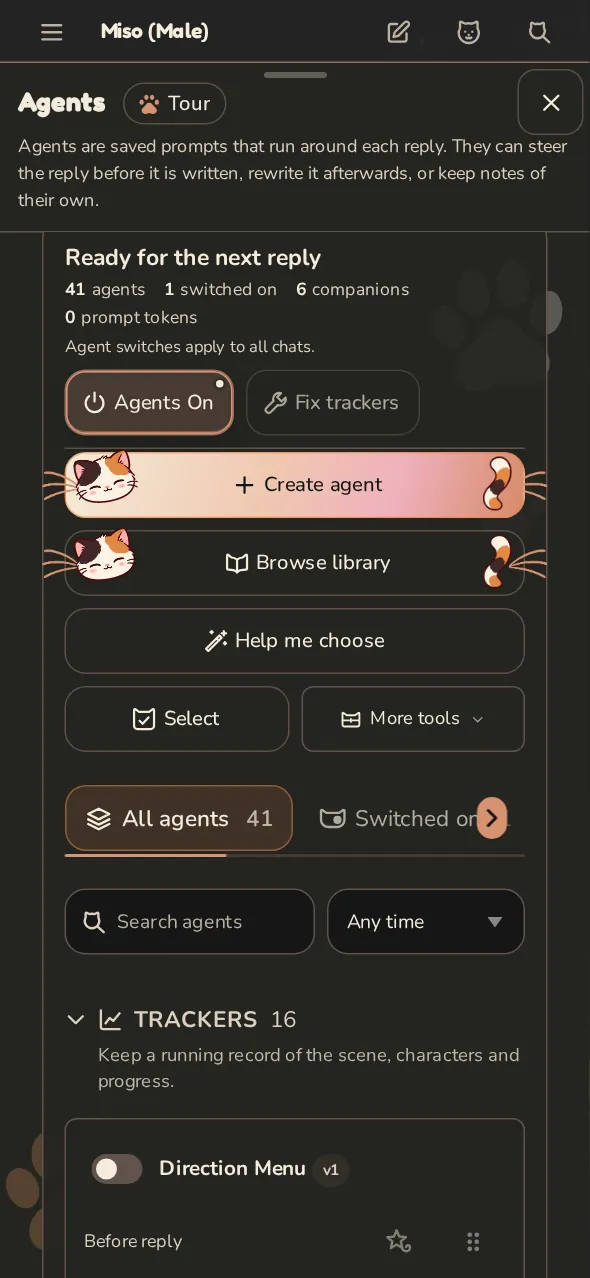 Miso (Male)
Agents
Tour
Agents are saved prompts that run around each reply. They can steer
the reply before it is written, rewrite it afterwards, or keep notes of
their own.
Ready for the next reply
41 agents 1 switched on 6 companions
0 prompt tokens
Agent switches apply to all chats.
Agents On
Fix trackers
Create agent
Browse library
Help me choose
Select
More tools
All agents 41
Switched on
Search agents
Any time
TRACKERS 16
Keep a running record of the scene, characters and
progress.
Direction Menu v1
Before reply